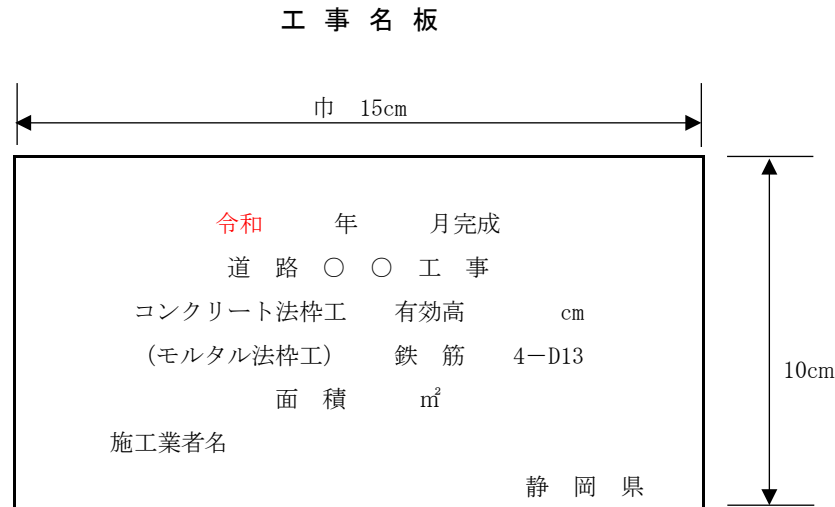 工 事 名 板
巾 15cm
令和　　　年　　　月完成
道 路 ○ ○ 工 事
コンクリート法枠工　　有効高　　　　cm
(モルタル法枠工)　　鉄 筋　　4－D13
面 積　　　㎡
10cm
施工業者名
静 岡 県